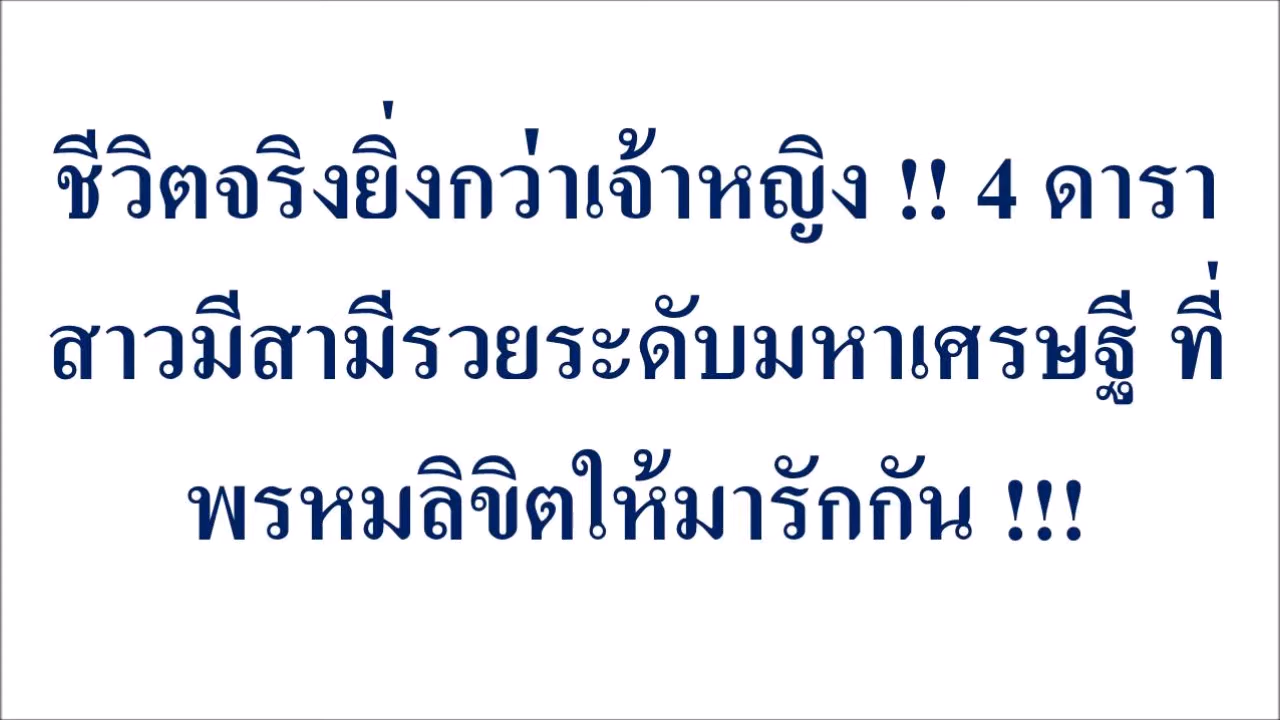 ชีวิตจริงยิ่งกว่าเจ้าหญิง !! 4 ดารา
สาวมีสามีรวยระดับมหาเศรษฐี ที่
พรหมลิขิตให้มารักกัน !!!